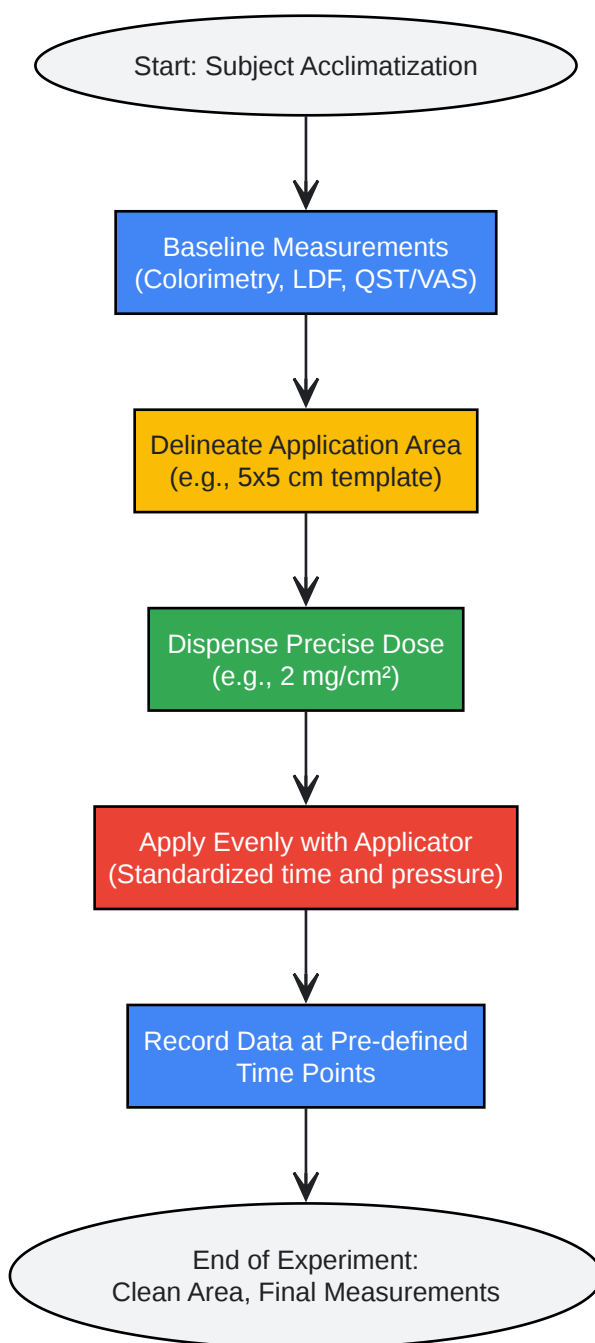 Start: Subject Acclimatization
Baseline Measurements
(Colorimetry, LDF, QST/VAS)
Delineate Application Area
(e.g., 5x5 cm template)
Dispense Precise Dose
(e.g., 2 mg/cm²)
Apply Evenly with Applicator
(Standardized time and pressure)
Record Data at Pre-defined
Time Points
End of Experiment:
Clean Area, Final Measurements